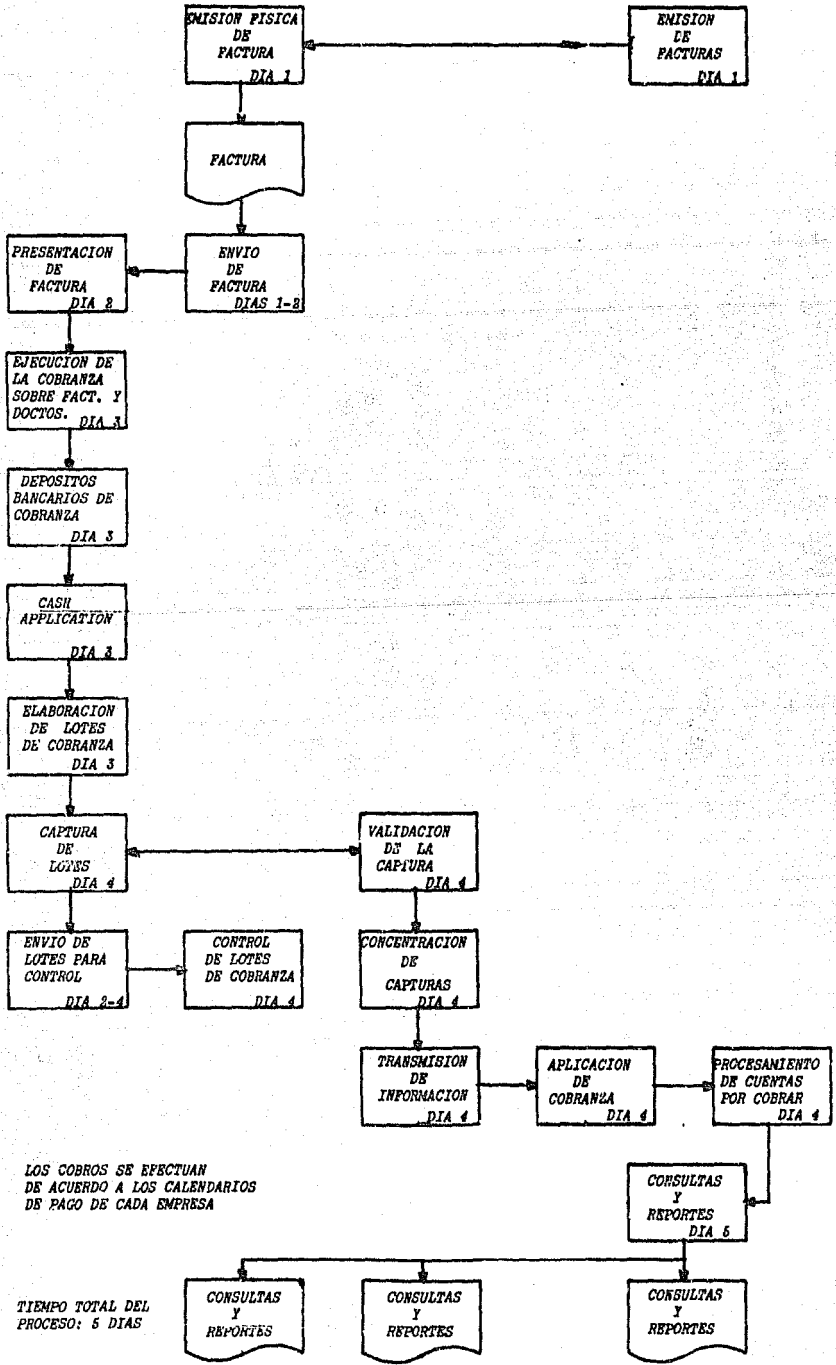 EMISION FISICA
DE
FACTURA
DIA 1
EMISION
DE
FACTURAS
DIA 1
FACTURA
PRESENTACION
DE
FACTURA
DIA 2
ENVIO
DE
FACTURA
DIAS 1-2
EJECUCION DE
LA COBRANZA
SOBRE FACT. Y
DOCTOS.
DIA 3
DEPOSITOS
BANCARIOS DE
COBRANZA
DIA 3
CASH
APPLICATION
DIA 3
ELABORACION
DE LOTES
DE COBRANZA
DIA 3
CAPTURA
DE
LOTES
DIA 4
VALIDACION
DE LA
CAPTURA
DIA 4
ENVIO DE
LOTES PARA
CONTROL
DIA 2-4
CONTROL
DE LOTES
DE COBRANZA
DIA 4
CONCENTRACION
DE
CAPTURAS
DIA 4
TRANSMISION
DE
INFORMACION
DIA 4
APLICACION
DE
COBRANZA
DIA 4
PROCESAMIENTO
DE CUENTAS
POR COBRAR
DIA 4
LOS COBROS SE EFECTUAN
DE ACUERDO A LOS CALENDARIOS
DE PAGO DE CADA EMPRESA
CONSULTAS
Y
REPORTES
DIA 5
TIEMPO TOTAL DEL
PROCESO: 5 DIAS
CONSULTAS
Y
REPORTES
CONSULTAS
Y
REPORTES
CONSULTAS
Y
REPORTES